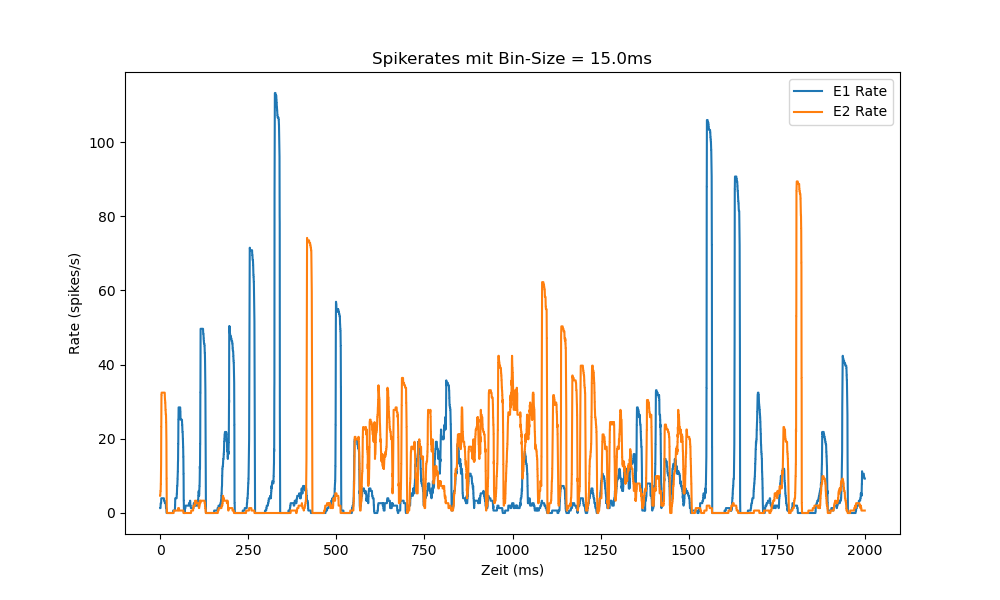 Spikerates mit Bin-Size = 15.0ms
E1 Rate
E2 Rate
Rate (spikes/s)
100
80
60
40
20
0
0 250 500 750 1000 1250 1500 1750 2000
Zeit (ms)